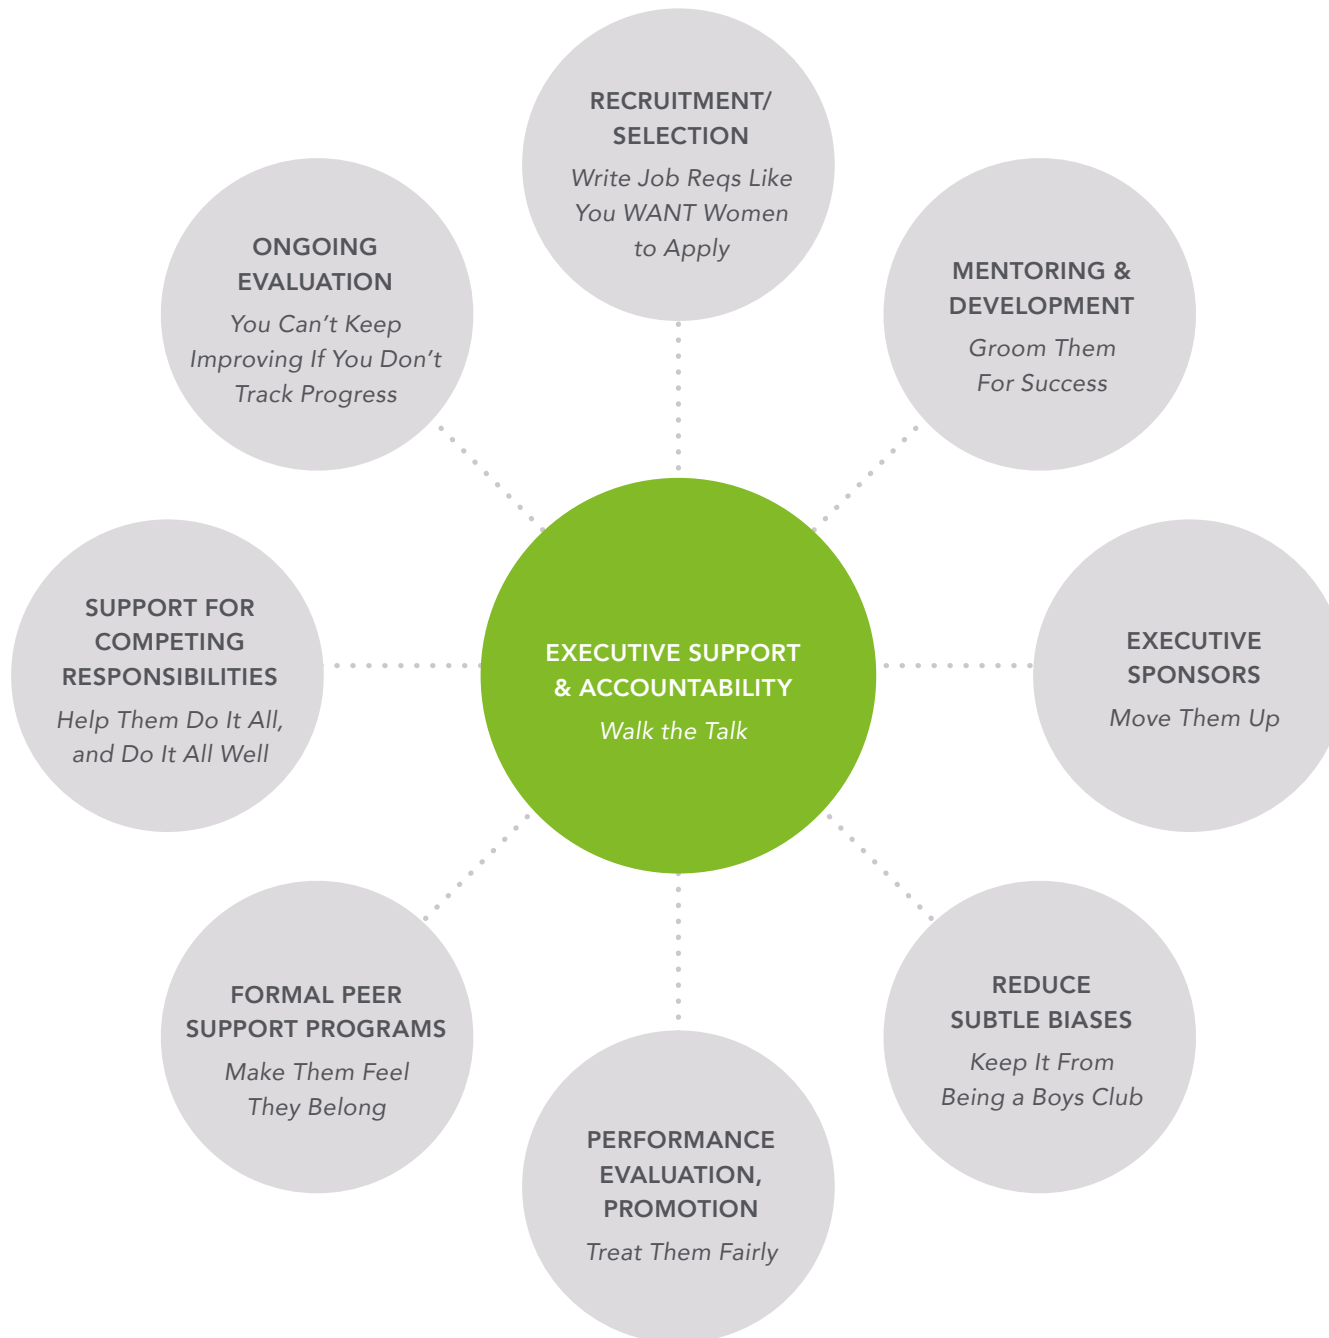 RECRUITMENT/
SELECTION
Write Job Reqs Like
You WANT Women
to Apply
MENTORING &
DEVELOPMENT
Groom Them
For Success
EXECUTIVE
SPONSORS
Move Them Up
REDUCE
SUBTLE BIASES
Keep It From
Being a Boys Club
PERFORMANCE
EVALUATION,
PROMOTION
Treat Them Fairly
FORMAL PEER
SUPPORT PROGRAMS
Make Them Feel
They Belong
SUPPORT FOR
COMPETING
RESPONSIBILITIES
Help Them Do It All,
and Do It All Well
ONGOING
EVALUATION
You Can’t Keep
Improving If You Don’t
Track Progress
EXECUTIVE SUPPORT
& ACCOUNTABILITY
Walk the Talk